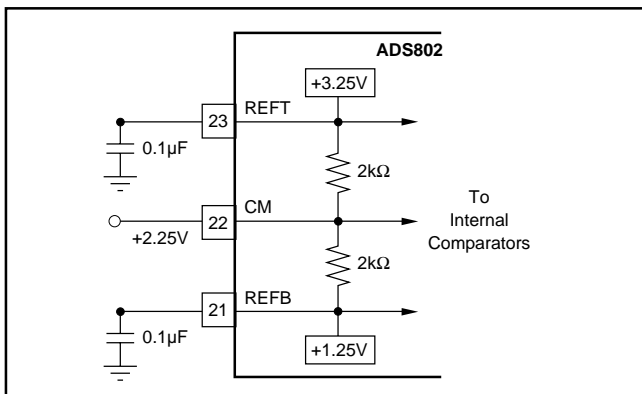 ADS802
+3.25V
REFT
23
0.1µF
2kΩ
CM
22
+2.25V
To
Internal
Comparators
2kΩ
REFB
21
0.1µF
+1.25V